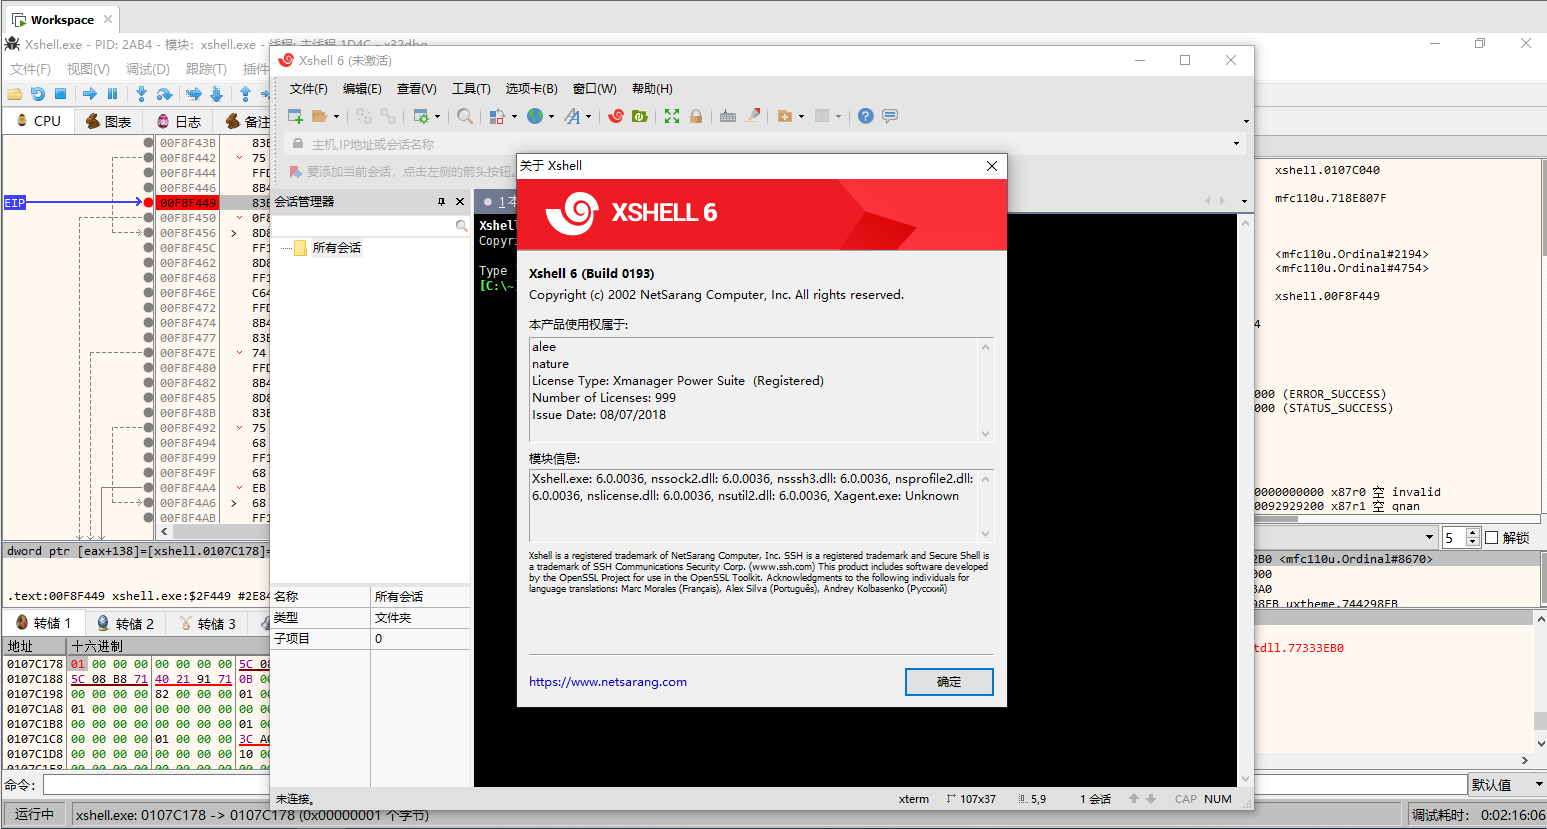 Workspace
Xshell.exe - PID: 2AB4 - 模块: xshell.exe - 线程: 主线程 1D4C - x32dbg
文件(F) 视图(V) 调试(D) 跟踪(T) 插件
CPU 图表 日志 备注
00F8F43B 83E
00F8F442 75
00F8F444 FFD
00F8F446 8B4
EIP 00F8F449 83E
00F8F450 0F8
00F8F456 8D8
00F8F45C FF1
00F8F462 8D8
00F8F468 FF1
00F8F46E C64
00F8F472 FFD
00F8F474 8B4
00F8F477 83E
00F8F47E 74
00F8F480 FFD
00F8F482 8B4
00F8F485 8D8
00F8F48B 83E
00F8F492 75
00F8F494 68
00F8F499 FF1
00F8F49F 68
00F8F4A4 EB
00F8F4A6 68
00F8F4AB FF1
dword ptr [eax+138]=[xshell.0107C178]=
.text:00F8F449 xshell.exe:$2F449 #2E84
转储 1 转储 2 转储 3
地址 十六进制
0107C178 01 00 00 00 00 00 00 00 5C 08
0107C188 5C 08 B8 71 40 21 91 71 0B 00
0107C198 00 00 00 00 82 00 00 00 01 00
0107C1A8 01 00 00 00 00 00 00 00 00 00
0107C1B8 00 00 00 00 00 00 00 00 01 00
0107C1C8 00 00 00 00 01 00 00 00 3C A0
0107C1D8 00 00 00 00 00 00 00 00 10 00
命令:
默认值
运行中 xshell.exe: 0107C178 -> 0107C178 (0x00000001 个字节)
调试耗时: 0:02:16:06
Xshell 6 (未激活)
文件(F) 编辑(E) 查看(V) 工具(T) 选项卡(B) 窗口(W) 帮助(H)
主机,IP地址或会话名称
要添加当前会话，点击左侧的箭头按钮。
会话管理器
所有会话
1 本
Xshell
Copyri
Type
[C:\~
名称 所有会话
类型 文件夹
子项目 0
未连接。
xterm 107x37 5,9 1 会话 CAP NUM
关于 Xshell
XSHELL 6
Xshell 6 (Build 0193)
Copyright (c) 2002 NetSarang Computer, Inc. All rights reserved.
本产品使用权属于:
alee
nature
License Type: Xmanager Power Suite (Registered)
Number of Licenses: 999
Issue Date: 08/07/2018
模块信息:
Xshell.exe: 6.0.0036, nssock2.dll: 6.0.0036, nsssh3.dll: 6.0.0036, nsprofile2.dll:
6.0.0036, nslicense.dll: 6.0.0036, nsutil2.dll: 6.0.0036, Xagent.exe: Unknown
Xshell is a registered trademark of NetSarang Computer, Inc. SSH is a registered trademark and Secure Shell is
a trademark of SSH Communications Security Corp. (www.ssh.com) This product includes software developed
by the OpenSSL Project for use in the OpenSSL Toolkit. Acknowledgments to the following individuals for
language translations: Marc Morales (Français), Alex Silva (Português), Andrey Kolbasenko (Русский)
https://www.netsarang.com
确定
xshell.0107C040
mfc110u.718E807F
<mfc110u.Ordinal#2194>
<mfc110u.Ordinal#4754>
xshell.00F8F449
4
000 (ERROR_SUCCESS)
000 (STATUS_SUCCESS)
0000000000 x87r0 空 invalid
0092929200 x87r1 空 qnan
5 解锁
2B0 <mfc110u.Ordinal#8670>
000
3A0
98EB uxtheme.744298EB
tdll.77333EB0